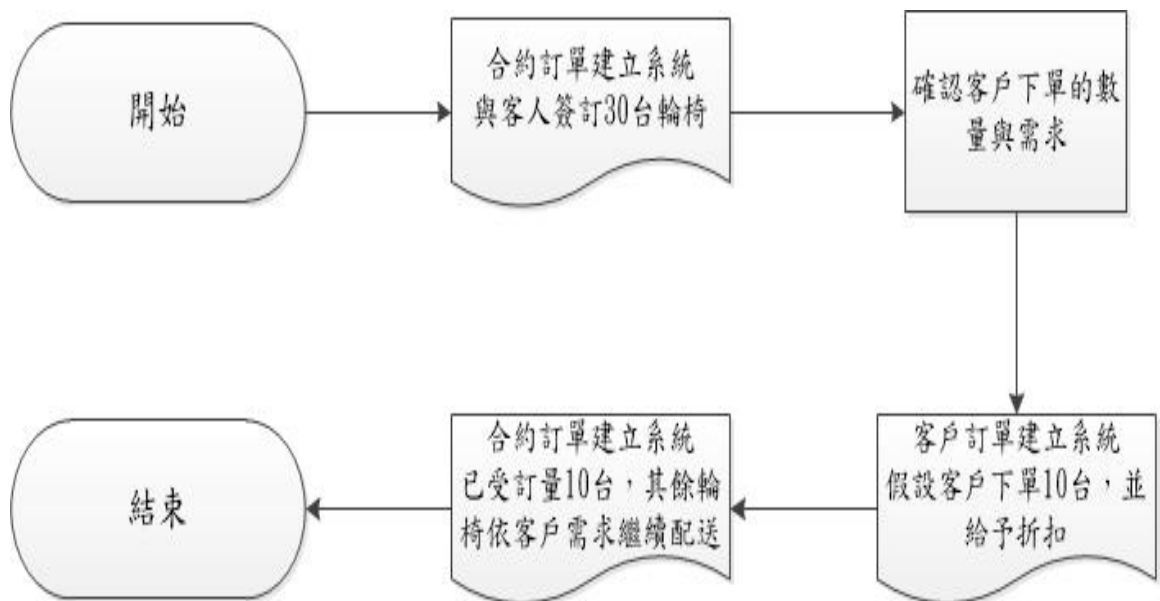 開始
合約訂單建立系統
與客人簽訂30台輪椅
確認客戶下單的數
量與需求
客戶訂單建立系統
假設客戶下單10台，並
給予折扣
合約訂單建立系統
已受訂量10台，其餘輪
椅依客戶需求繼續配送
結束